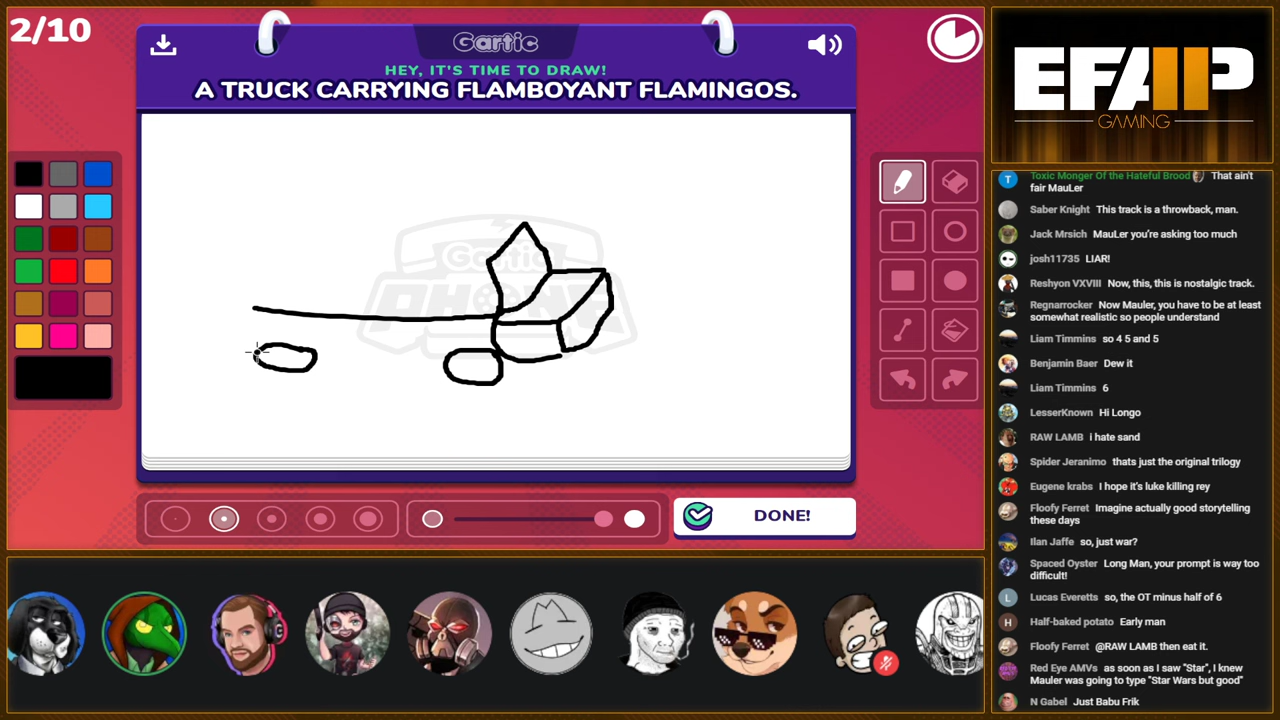 2/10
Gartic
HEY, IT'S TIME TO DRAW!
A TRUCK CARRYING FLAMBOYANT FLAMINGOS.
Gartic
PHONE
DONE!
EFAP
GAMING
Toxic Monger Of the Hateful Brood That ain't
fair MauLer
Saber Knight This track is a throwback, man.
Jack Mrsich MauLer you're asking too much
josh11735 LIAR!
Reshyon VXVIII Now, this, this is nostalgic track.
Regnarrocker Now Mauler, you have to be at least
somewhat realistic so people understand
Liam Timmins so 4 5 and 5
Benjamin Baer Dew it
Liam Timmins 6
LesserKnown Hi Longo
RAW LAMB i hate sand
Spider Jeranimo thats just the original trilogy
Eugene krabs I hope it's luke killing rey
Floofy Ferret Imagine actually good storytelling
these days
Ilan Jaffe so, just war?
Spaced Oyster Long Man, your prompt is way too
difficult!
L Lucas Everetts so, the OT minus half of 6
H Half-baked potato Early man
Floofy Ferret @RAW LAMB then eat it.
Red Eye AMVs as soon as I saw "Star", I knew
Mauler was going to type "Star Wars but good"
N Gabel Just Babu Frik